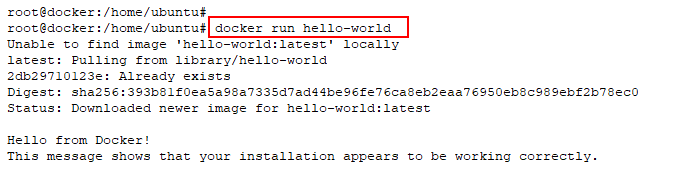 root@docker:/home/ubuntu#
root@docker:/home/ubuntu# docker run hello-world
Unable to find image 'hello-world:latest' locally
latest: Pulling from library/hello-world
2db29710123e: Already exists
Digest: sha256:393b81f0ea5a98a7335d7ad44be96fe76ca8eb2eaa76950eb8c989ebf2b78ec0
Status: Downloaded newer image for hello-world:latest
Hello from Docker!
This message shows that your installation appears to be working correctly.